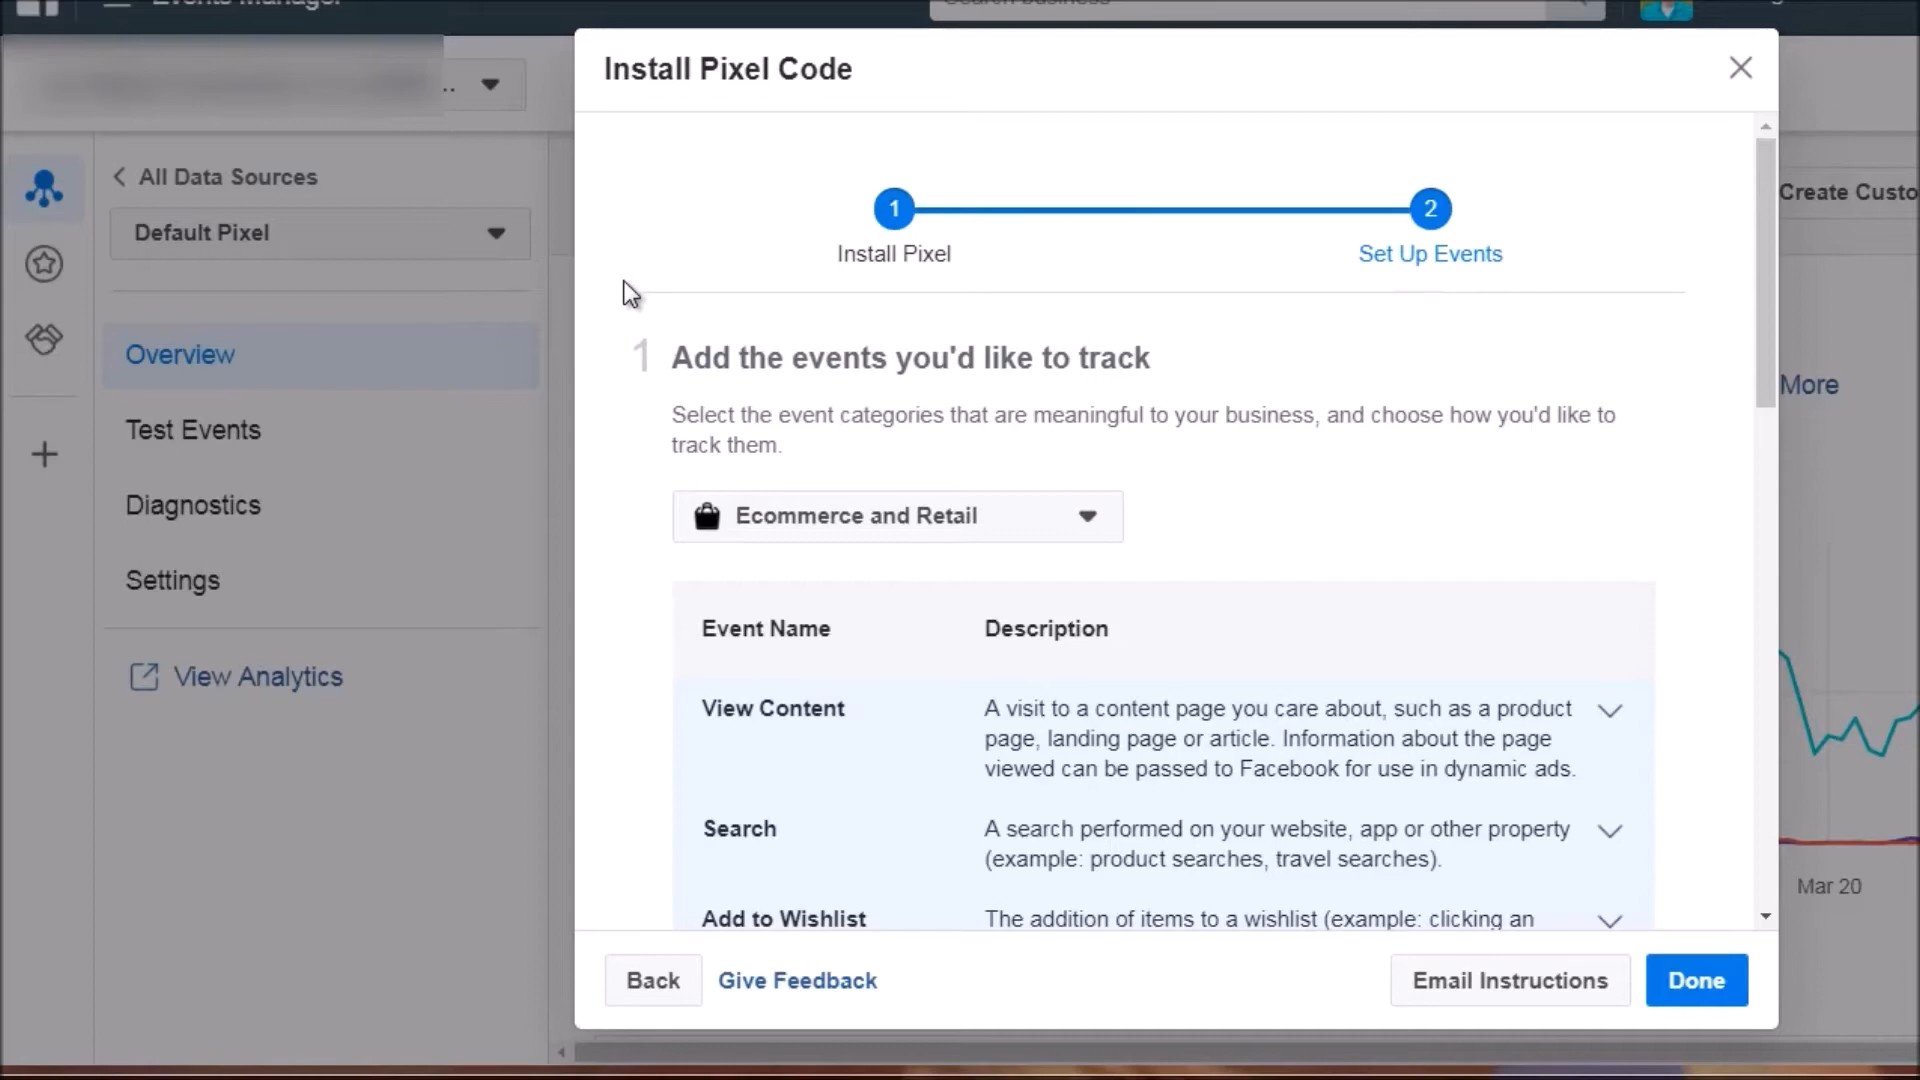 Events Manager
Search business
..
All Data Sources
Default Pixel
Overview
Test Events
Diagnostics
Settings
View Analytics
Install Pixel Code
1
2
Install Pixel
Set Up Events
1 Add the events you'd like to track
Select the event categories that are meaningful to your business, and choose how you'd like to
track them.
Ecommerce and Retail
Event Name
Description
View Content
A visit to a content page you care about, such as a product
page, landing page or article. Information about the page
viewed can be passed to Facebook for use in dynamic ads.
Search
A search performed on your website, app or other property
(example: product searches, travel searches).
Add to Wishlist
The addition of items to a wishlist (example: clicking an
Back
Give Feedback
Email Instructions
Done
Create Custo
More
Mar 20